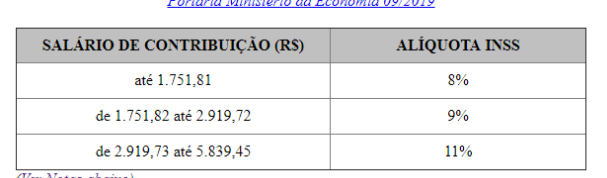 Portaria Ministério da Economia 09/2019
SALÁRIO DE CONTRIBUIÇÃO (R$) ALÍQUOTA INSS
até 1.751,81 8%
de 1.751,82 até 2.919,72 9%
de 2.919,73 até 5.839,45 11%
(Ver Notas abaixo)